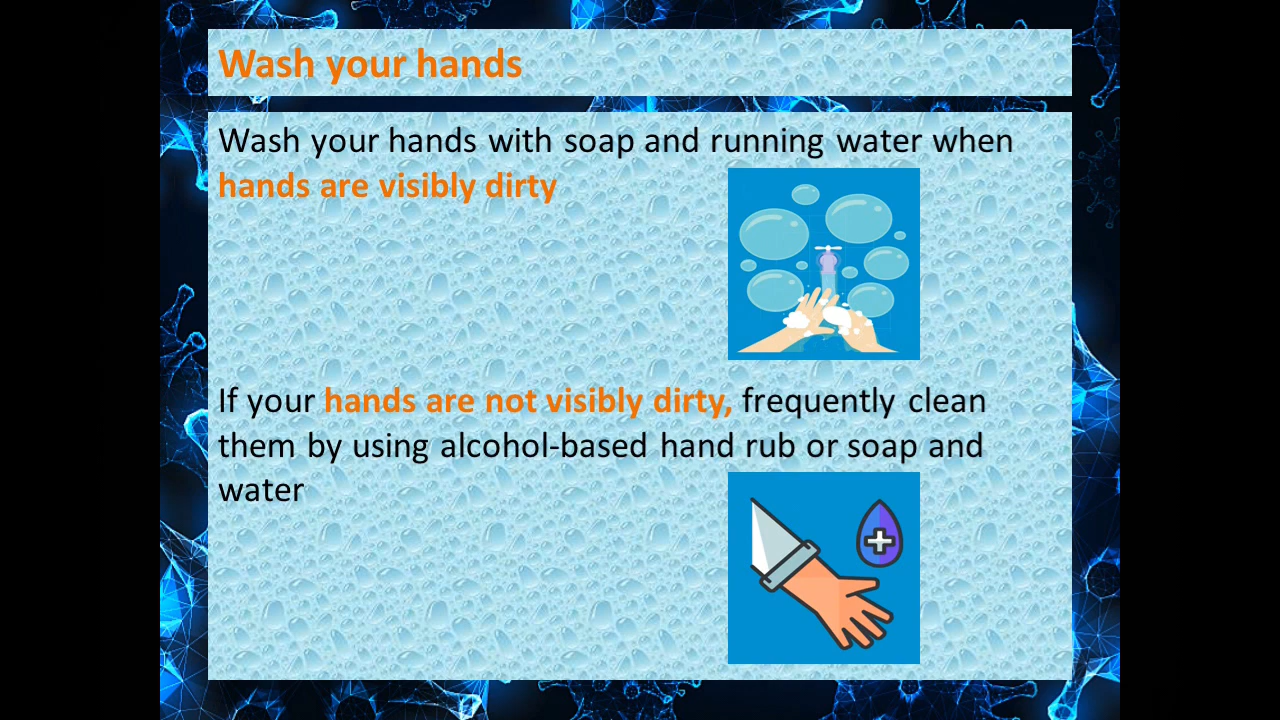 Wash your hands
Wash your hands with soap and running water when
hands are visibly dirty
If your hands are not visibly dirty, frequently clean
them by using alcohol-based hand rub or soap and
water